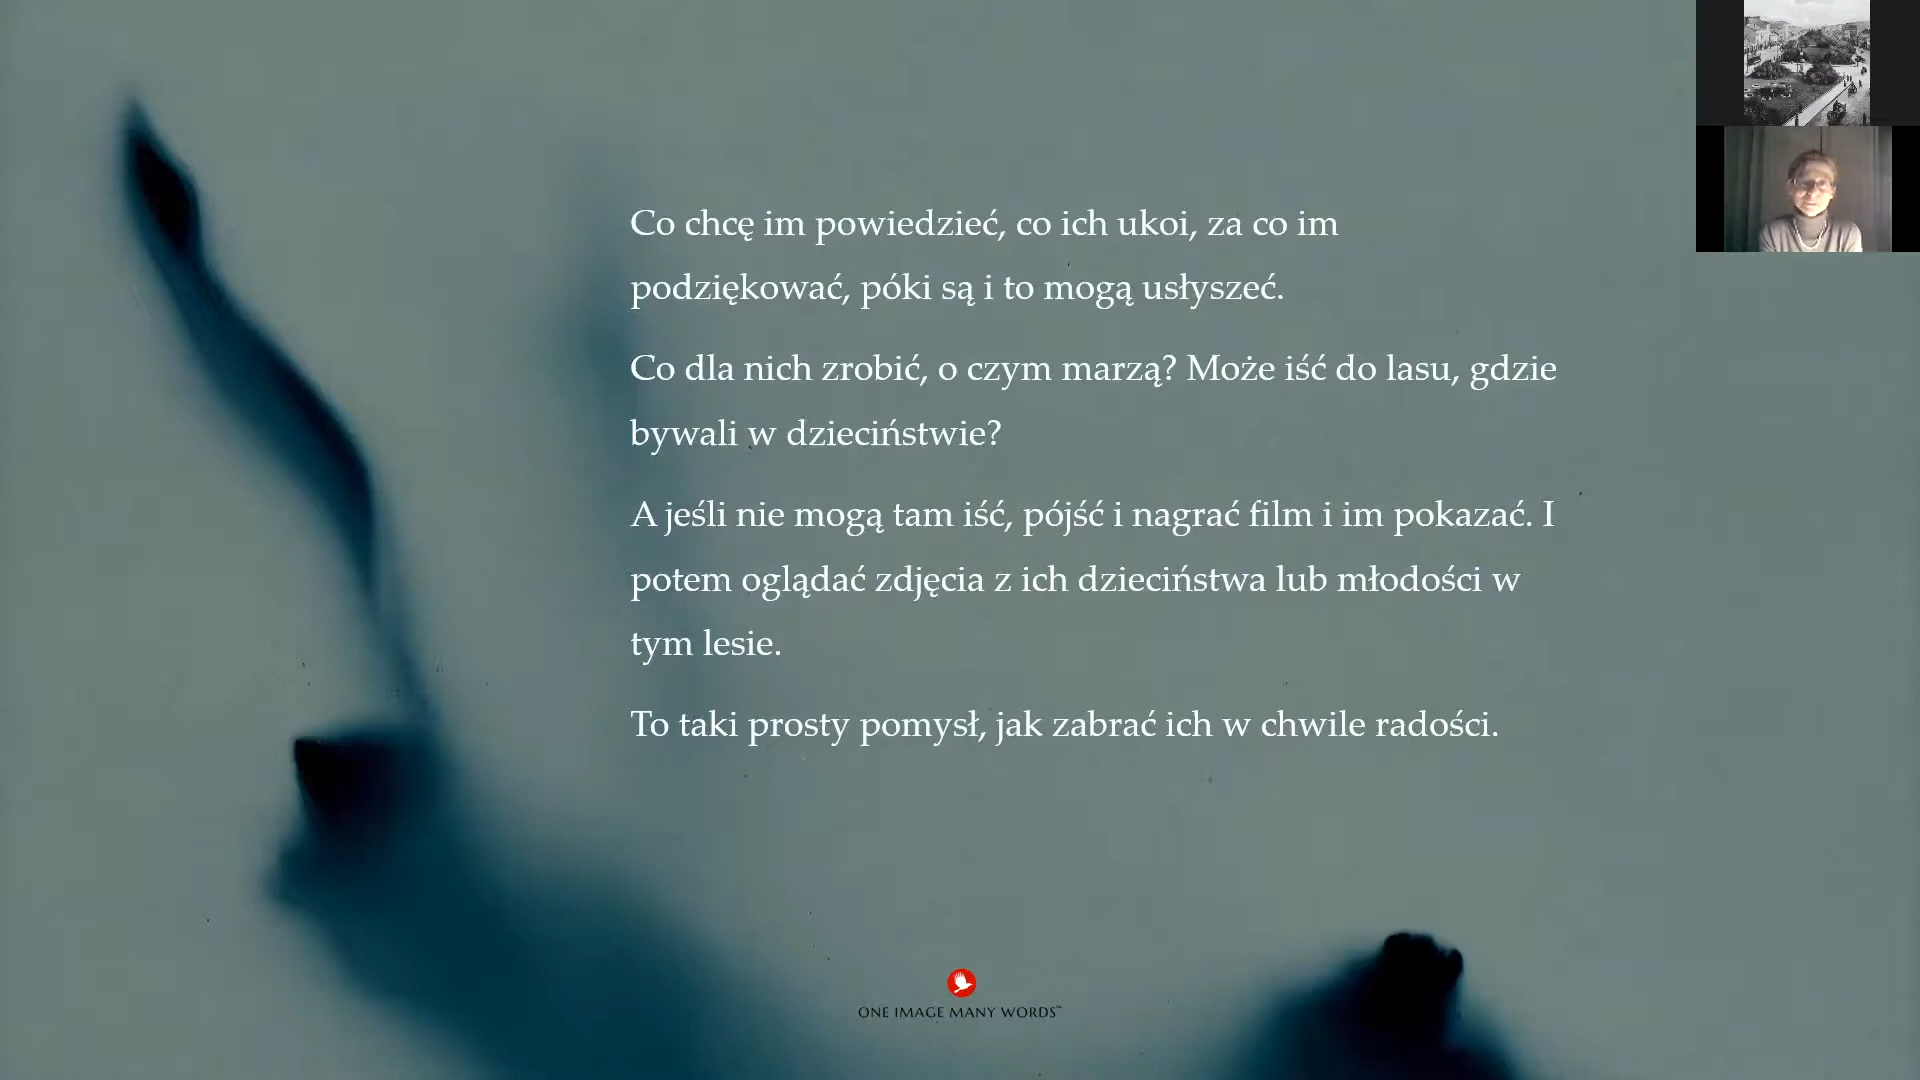 Co chcę im powiedzieć, co ich ukoi, za co im
podziękować, póki są i to mogą usłyszeć.
Co dla nich zrobić, o czym marzą? Może iść do lasu, gdzie
bywali w dzieciństwie?
A jeśli nie mogą tam iść, pójść i nagrać film i im pokazać. I
potem oglądać zdjęcia z ich dzieciństwa lub młodości w
tym lesie.
To taki prosty pomysł, jak zabrać ich w chwile radości.
ONE IMAGE MANY WORDS™